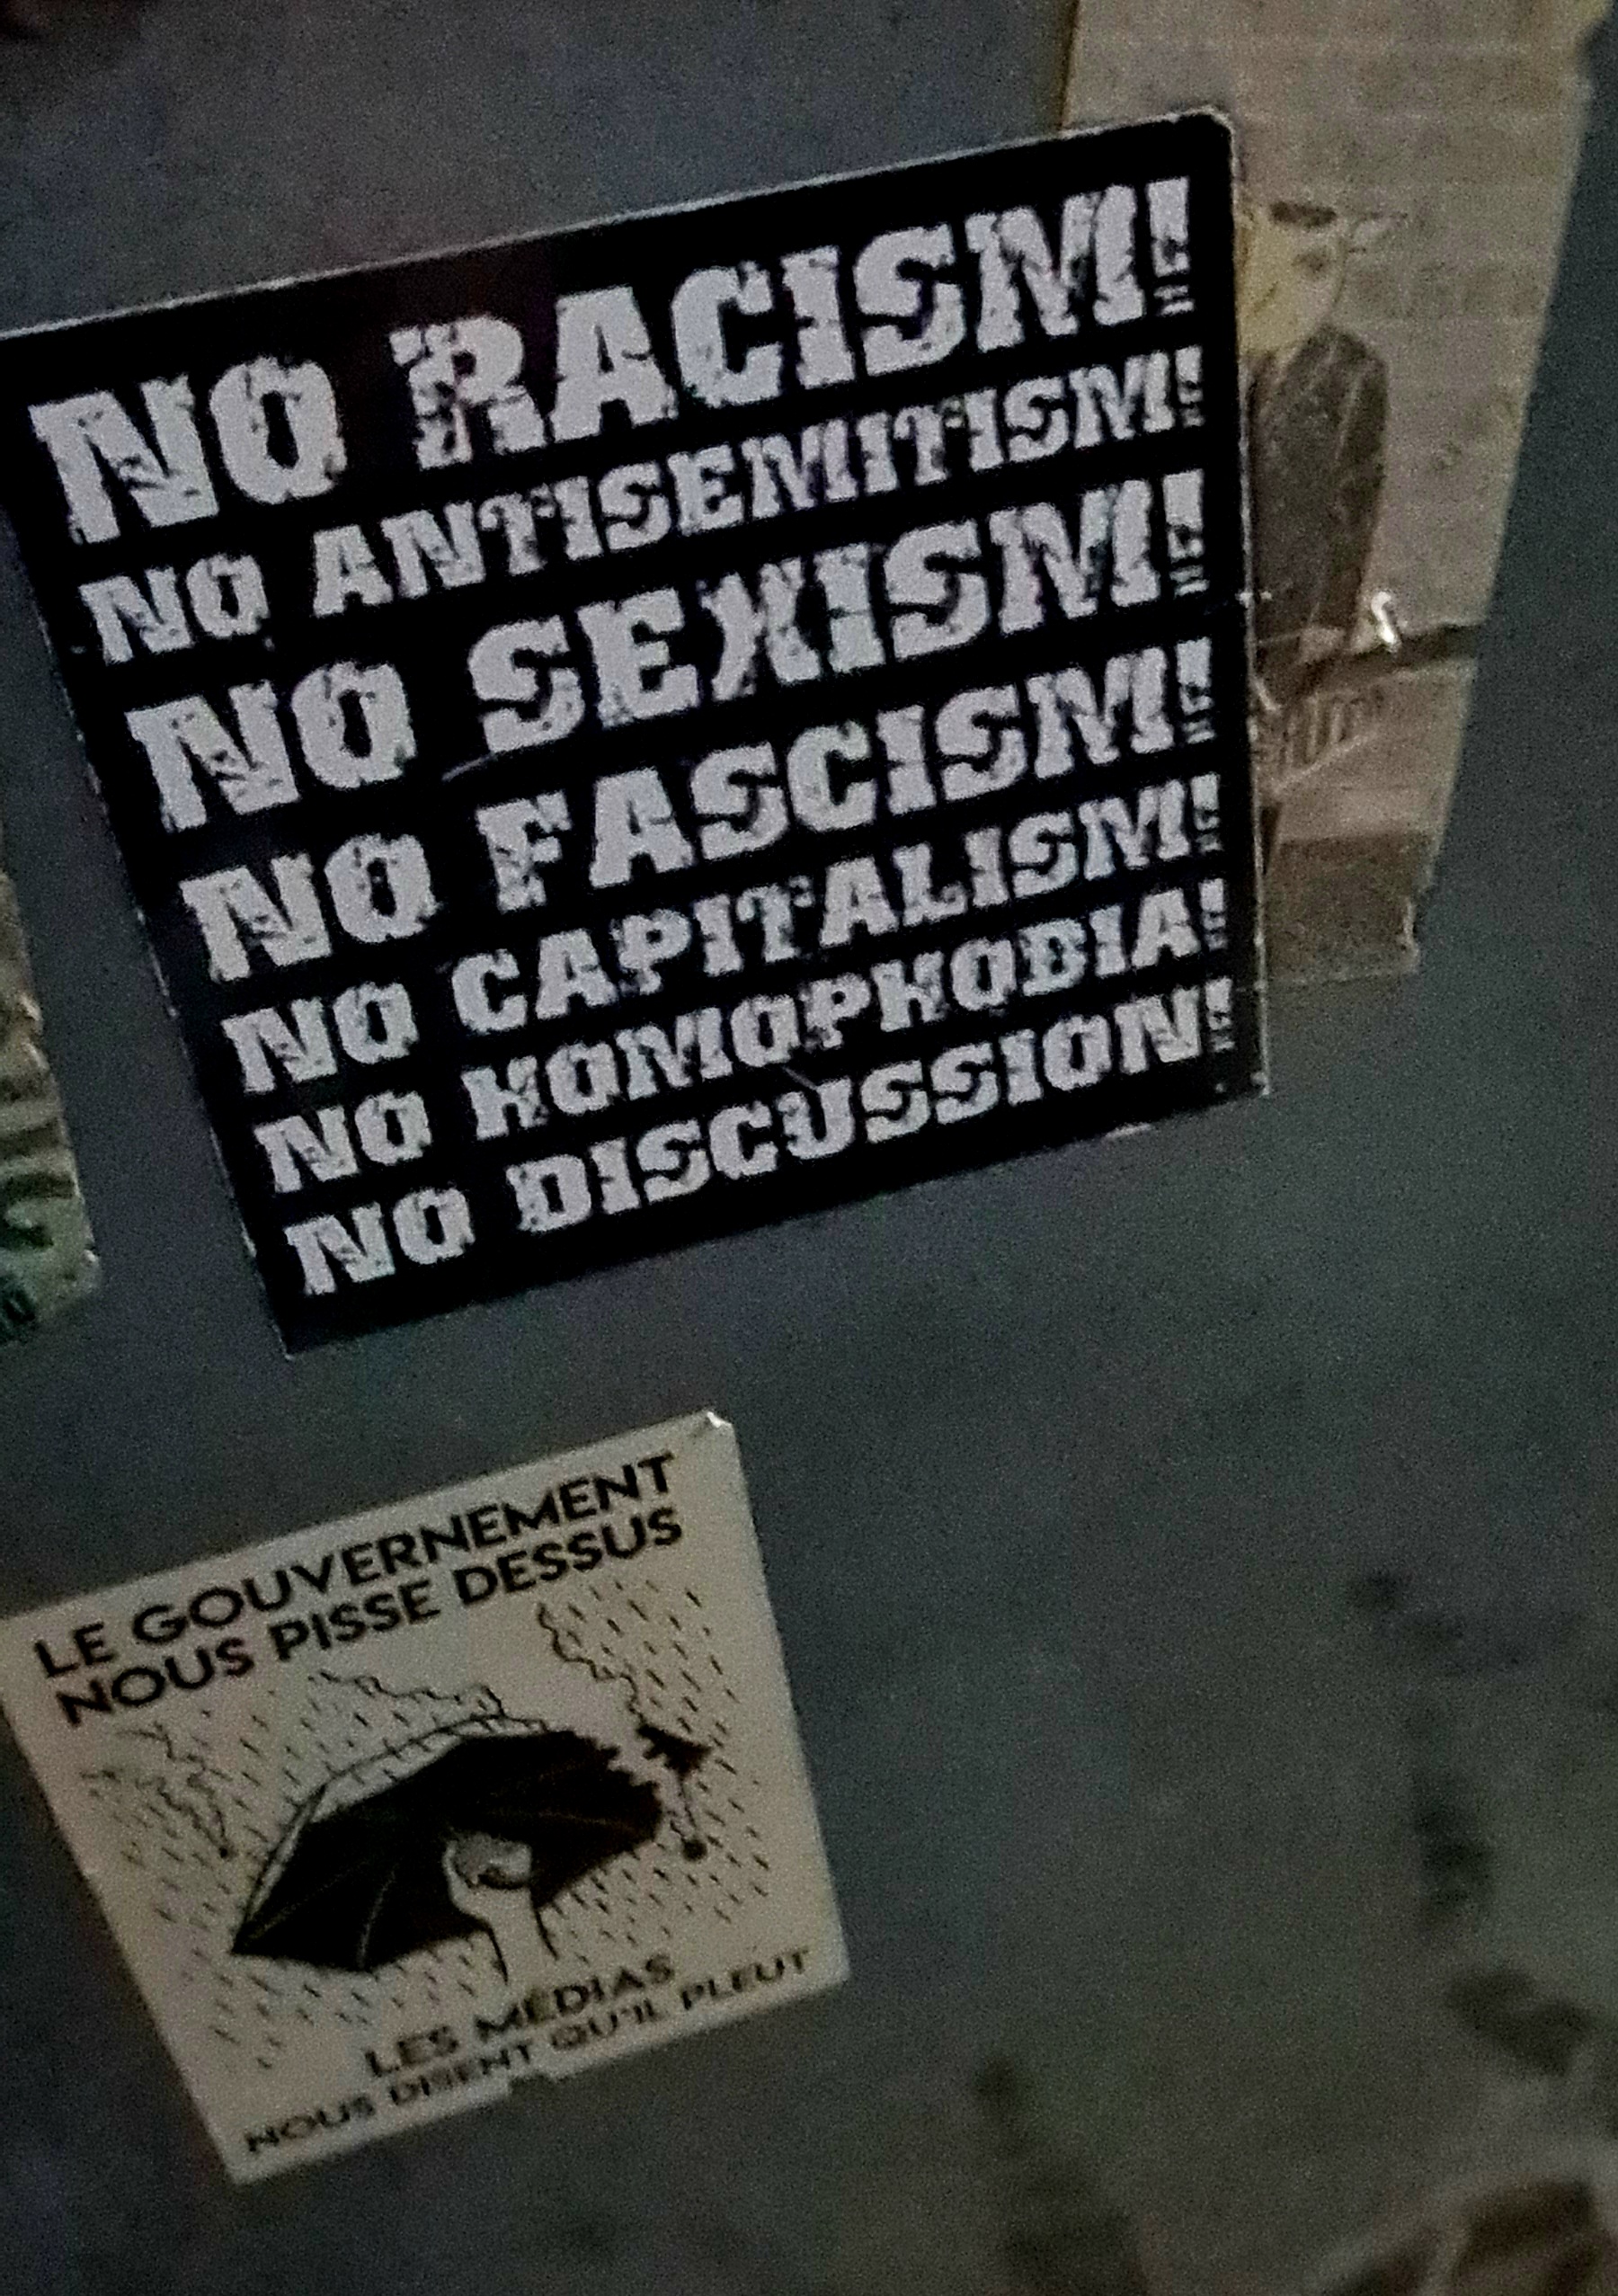 NO RACISM!
NO ANTISEMITISM!
NO SEXISM!
NO FASCISM!
NO CAPITALISM!
NO HOMOPHOBIA!
NO DISCUSSION!
LE GOUVERNEMENT
NOUS PISSE DESSUS
LES MÉDIAS
NOUS DISENT QU'IL PLEUT